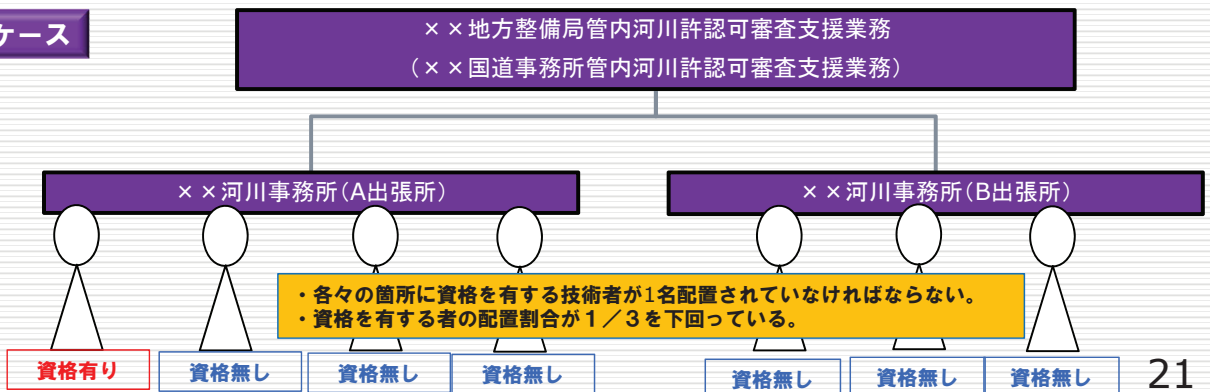 ケース
××地方整備局管内河川許認可審査支援業務
（××国道事務所管内河川許認可審査支援業務）
××河川事務所（A出張所）
××河川事務所（B出張所）
・各々の箇所に資格を有する技術者が1名配置されていなければならない。
・資格を有する者の配置割合が１／３を下回っている。
資格有り
資格無し
資格無し
資格無し
資格無し
資格無し
資格無し
21